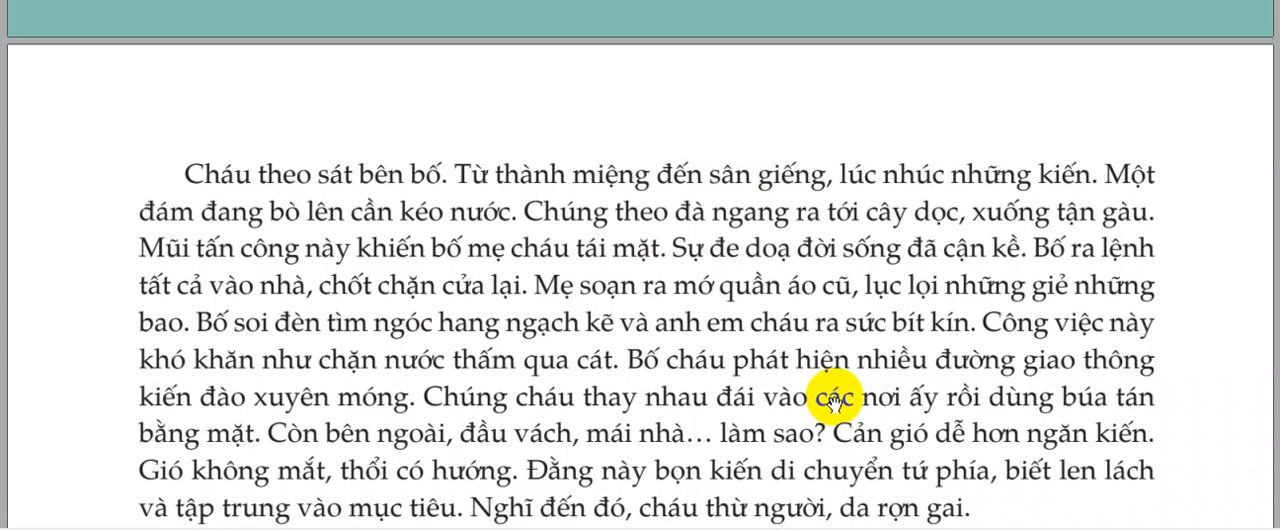 Cháu theo sát bên bố. Từ thành miệng đến sân giếng, lúc nhúc những kiến. Một
đám đang bò lên cần kéo nước. Chúng theo đà ngang ra tới cây dọc, xuống tận gàu.
Mũi tấn công này khiến bố mẹ cháu tái mặt. Sự đe doạ đời sống đã cận kề. Bố ra lệnh
tất cả vào nhà, chốt chặn cửa lại. Mẹ soạn ra mớ quần áo cũ, lục lọi những giẻ những
bao. Bố soi đèn tìm ngóc hang ngạch kẽ và anh em cháu ra sức bít kín. Công việc này
khó khăn như chặn nước thấm qua cát. Bố cháu phát hiện nhiều đường giao thông
kiến đào xuyên móng. Chúng cháu thay nhau đái vào các nơi ấy rồi dùng búa tán
bằng mặt. Còn bên ngoài, đầu vách, mái nhà… làm sao? Cản gió dễ hơn ngăn kiến.
Gió không mắt, thổi có hướng. Đằng này bọn kiến di chuyển tứ phía, biết len lách
và tập trung vào mục tiêu. Nghĩ đến đó, cháu thừ người, da rợn gai.